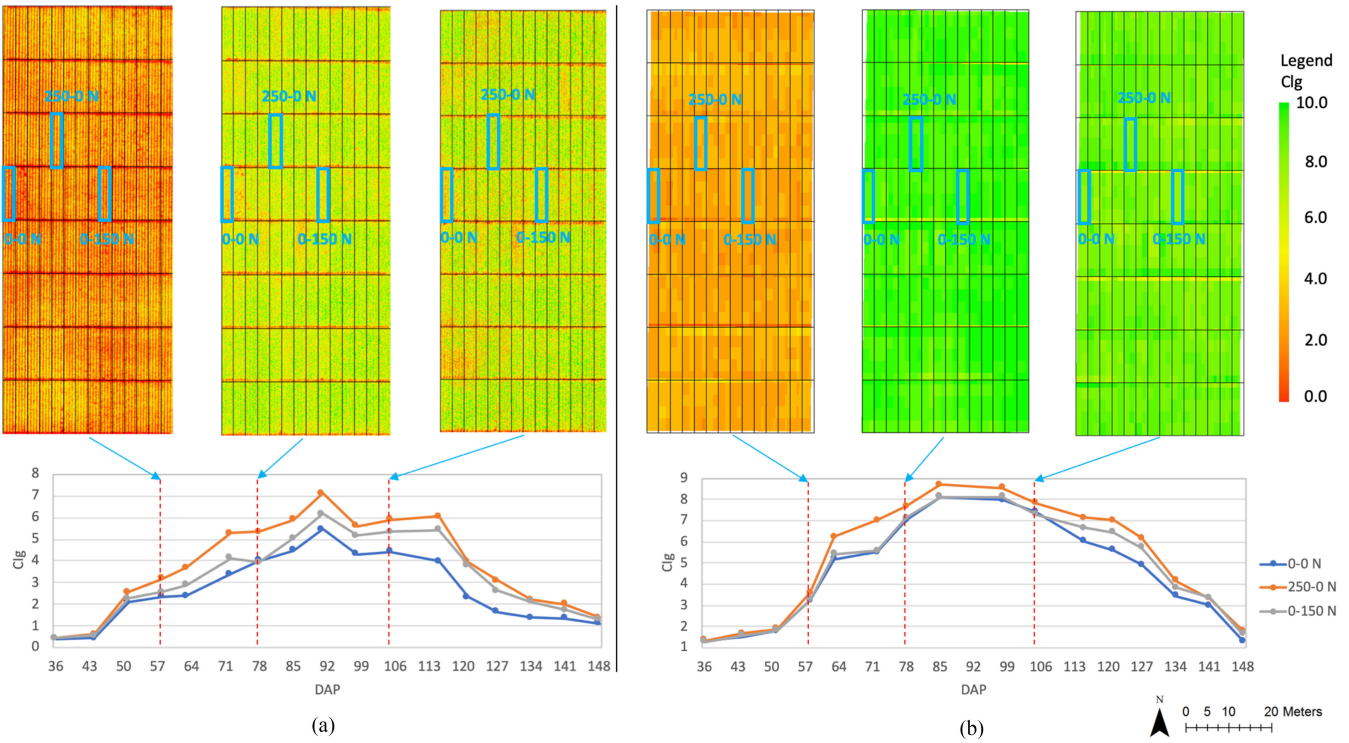 250-0 N
0-0 N
0-150 N
250-0 N
0-0 N
0-150 N
250-0 N
0-0 N
0-150 N
250-0 N
0-0 N
0-150 N
250-0 N
0-0 N
0-150 N
250-0 N
0-0 N
0-150 N
Legend
CIg
10.0
8.0
6.0
4.0
2.0
0.0
8
7
6
5
4
3
2
1
0
CIg
36 43 50 57 64 71 78 85 92 99 106 113 120 127 134 141 148
DAP
(a)
9
8
7
6
5
4
3
2
1
CIg
36 43 50 57 64 71 78 85 92 99 106 113 120 127 134 141 148
DAP
(b)
0-0 N
250-0 N
0-150 N
N
0 5 10 20 Meters